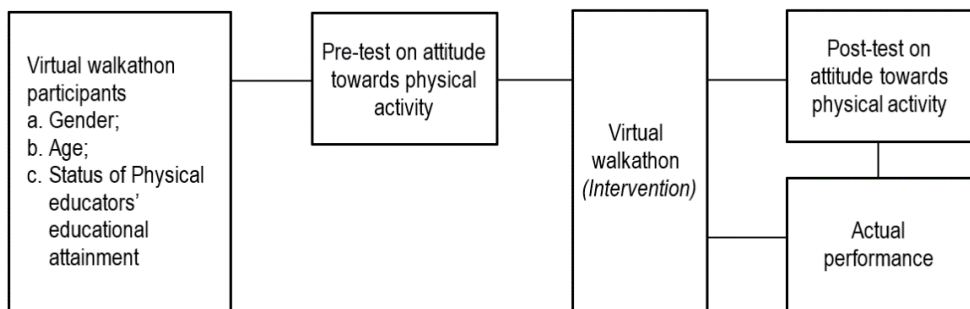 Virtual walkathon
participants
a. Gender;
b. Age;
c. Status of Physical
educators’
educational
attainment
Pre-test on attitude
towards physical
activity
Virtual
walkathon
(Intervention)
Post-test on
attitude towards
physical activity
Actual
performance